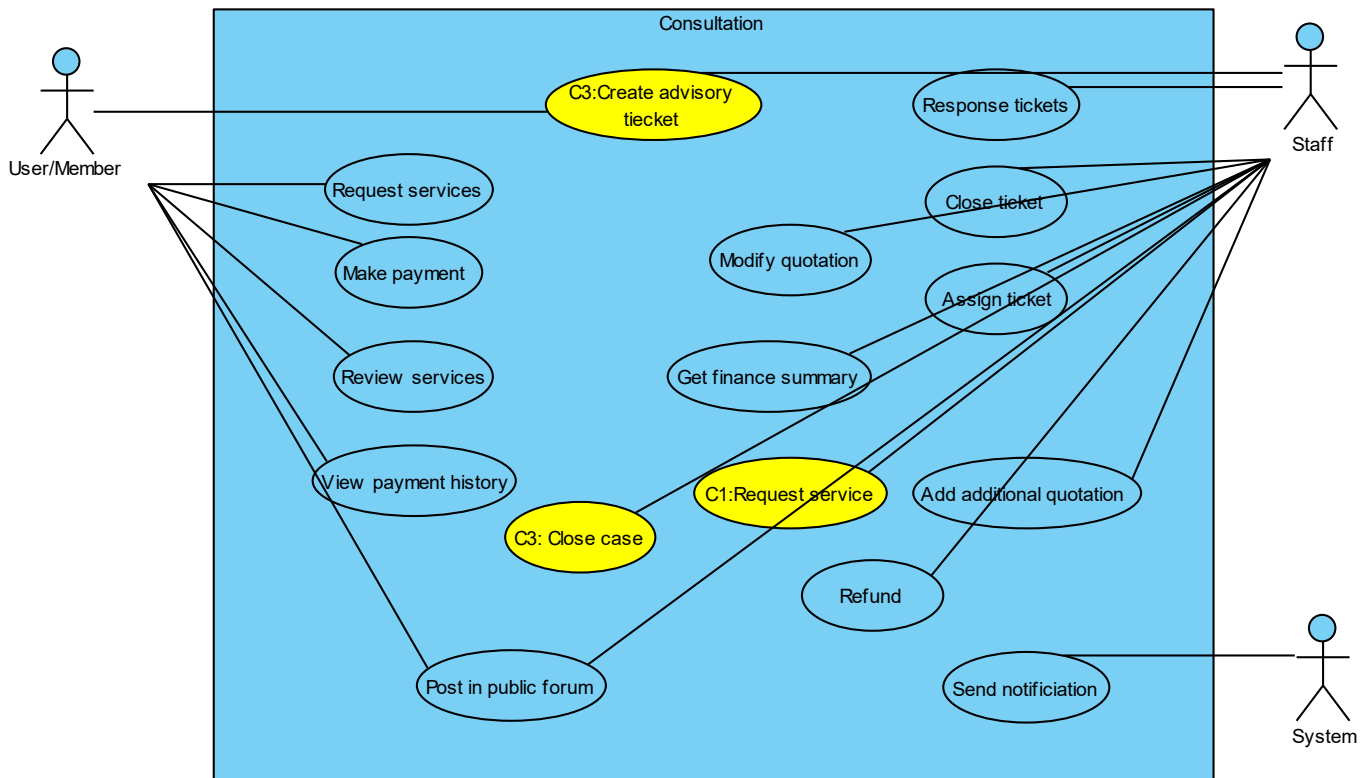 Consultation
C3:Create advisory
tiecket
Response tickets
User/Member
Staff
Request services
Close ticket
Make payment
Modify quotation
Assign ticket
Review services
Get finance summary
View payment history
C1:Request service
Add additional quotation
C3: Close case
Refund
Post in public forum
Send notificiation
System